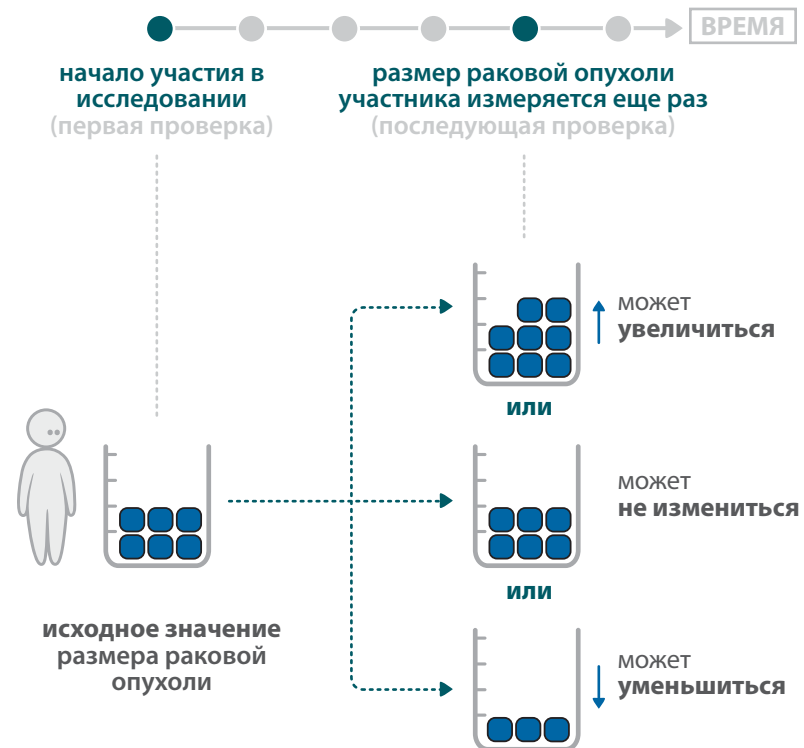 ВРЕМЯ
начало участия в
исследовании
(первая проверка)
размер раковой опухоли
участника измеряется еще раз
(последующая проверка)
может
увеличиться
или
может
не измениться
или
исходное значение
размера раковой
опухоли
может
уменьшиться